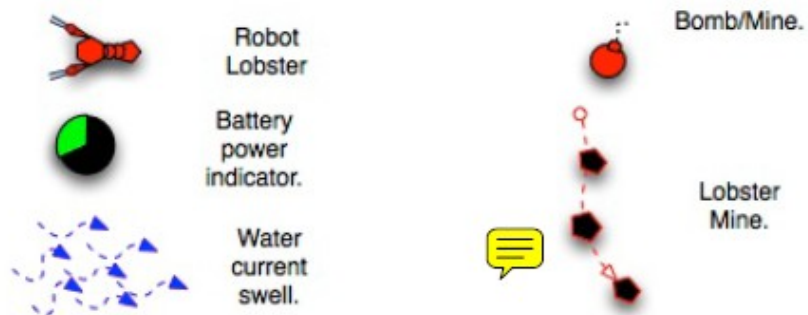 Robot
Lobster
Battery
power
indicator.
Water
current
swell.
Bomb/Mine.
Lobster
Mine.